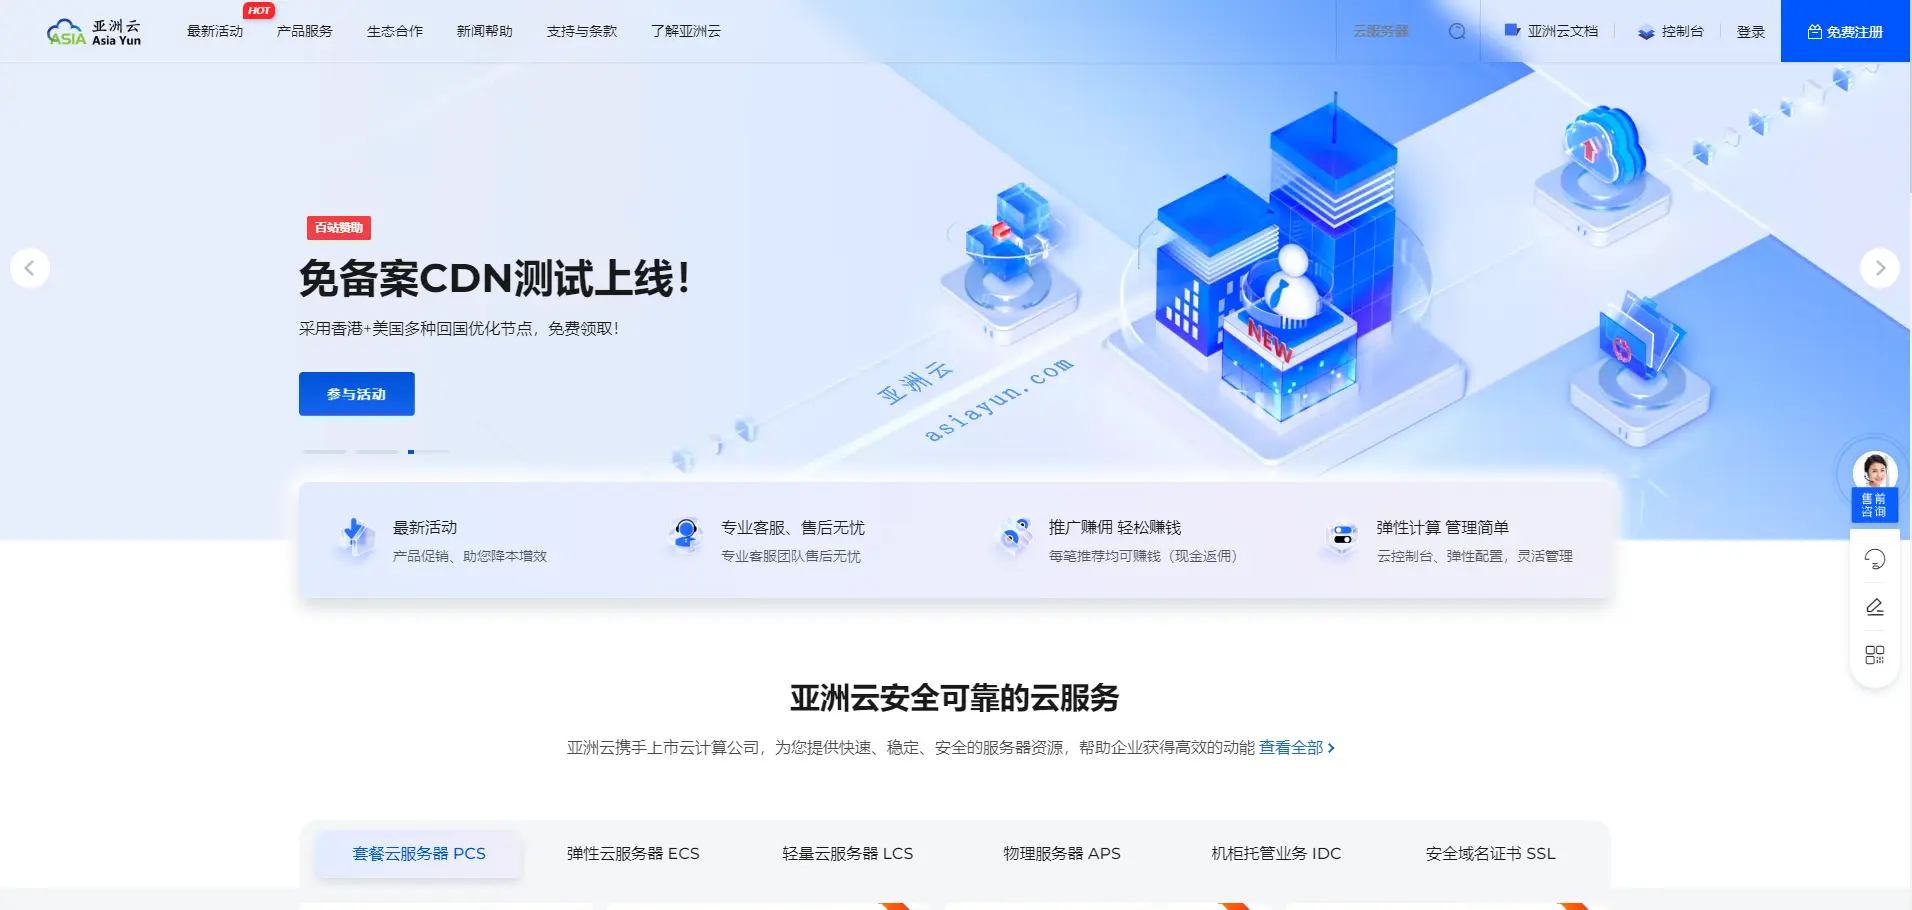 HOT
ASIA 亚洲云
Asia Yun
最新活动
产品服务
生态合作
新闻帮助
支持与条款
了解亚洲云
云服务器
亚洲云文档
控制台
登录
免费注册
百站赞助
免备案CDN测试上线！
采用香港+美国多种回国优化节点，免费领取！
参与活动
NEW
亚洲云
asiayun.com
售前
咨询
最新活动
产品促销、助您降本增效
专业客服、售后无忧
专业客服团队售后无忧
推广赚佣 轻松赚钱
每笔推荐均可赚钱（现金返佣）
弹性计算 管理简单
云控制台、弹性配置，灵活管理
亚洲云安全可靠的云服务
亚洲云携手上市云计算公司，为您提供快速、稳定、安全的服务器资源，帮助企业获得高效的动能 查看全部
套餐云服务器 PCS
弹性云服务器 ECS
轻量云服务器 LCS
物理服务器 APS
机柜托管业务 IDC
安全域名证书 SSL